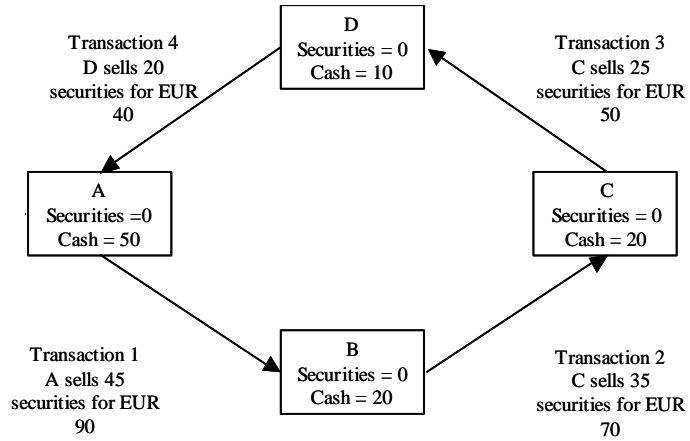 Transaction 4
D sells 20
securities for EUR
40
D
Securities = 0
Cash = 10
Transaction 3
C sells 25
securities for EUR
50
A
Securities =0
Cash = 50
C
Securities = 0
Cash = 20
Transaction 1
A sells 45
securities for EUR
90
B
Securities = 0
Cash = 20
Transaction 2
C sells 35
securities for EUR
70